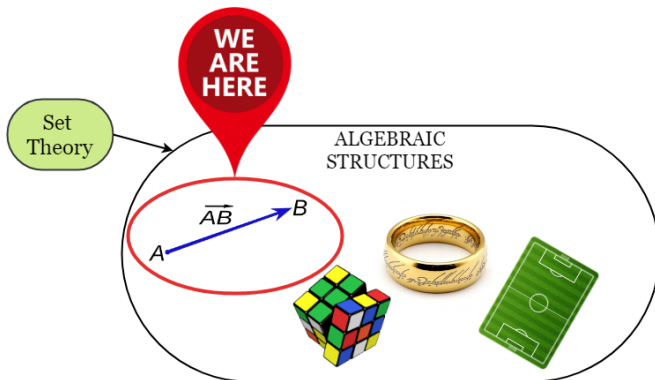 WE
ARE
HERE
Set
Theory
ALGEBRAIC
STRUCTURES
AB
B
A